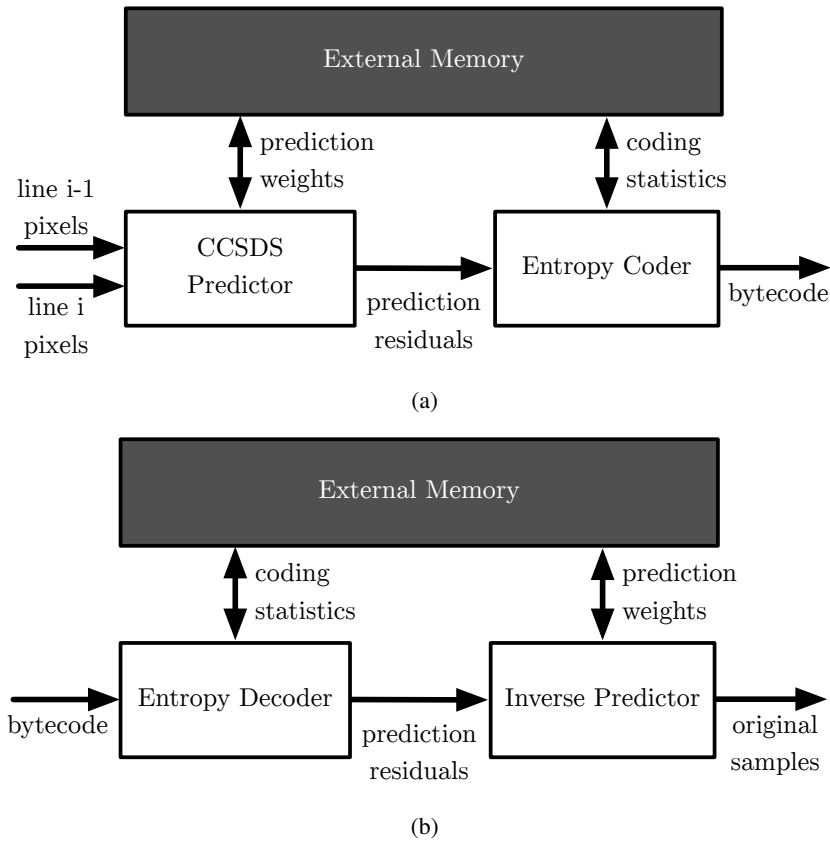 External Memory
prediction
weights
coding
statistics
line i-1
pixels
line i
pixels
CCSDS
Predictor
prediction
residuals
Entropy Coder
bytecode
(a)
External Memory
coding
statistics
prediction
weights
bytecode
Entropy Decoder
prediction
residuals
Inverse Predictor
original
samples
(b)